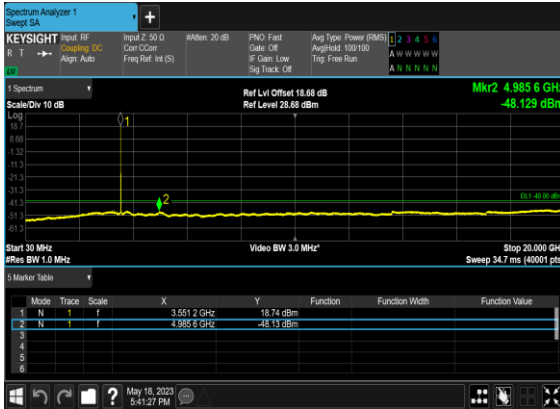 Spectrum Analyzer 1
Swept SA
+
KEYSIGHT Input: RF Input Z: 50 Ω #Atten: 20 dB PNO: Fast Avg Type: Power (RMS) 1 2 3 4 5 6
R T Coupling: DC Corr CCorr Gate: Off Avg|Hold: 100/100 A W W W W W
Align: Auto Freq Ref: Int (S) IF Gain: Low Trig: Free Run
Sig Track: Off A N N N N N
1 Spectrum
Mkr2 4.985 6 GHz
Ref Lvl Offset 18.68 dB
Scale/Div 10 dB Ref Level 28.68 dBm -48.129 dBm
Log
18.7
8.68
-1.32
-11.3
-21.3
-31.3
-41.3
-51.3
1
2
DL1 -40.00 dBm
Start 30 MHz Video BW 3.0 MHz* Stop 20.000 GHz
#Res BW 1.0 MHz Sweep 34.7 ms (40001 pts)
5 Marker Table
Mode Trace Scale X Y Function Function Width Function Value
1 N 1 f 3.551 2 GHz 18.74 dBm
2 N 1 f 4.985 6 GHz -48.13 dBm
3
4
5
6
? May 18, 2023
5:41:27 PM